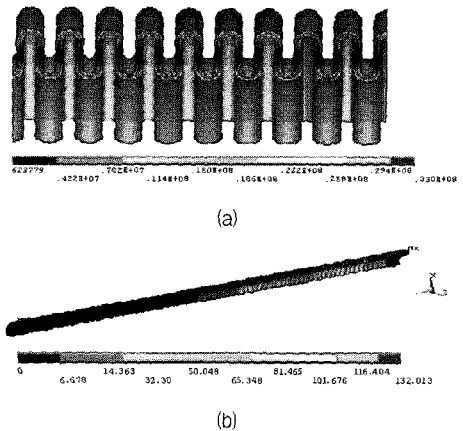 623779 .782E+07 .150E+08 .222E+08 .294E+08
.422E+07 .114E+08 .186E+08 .258E+08 .330E+08
(a)
MX
0 14.363 50.048 81.465 116.404
6.678 32.30 65.348 101.676 132.013
(b)